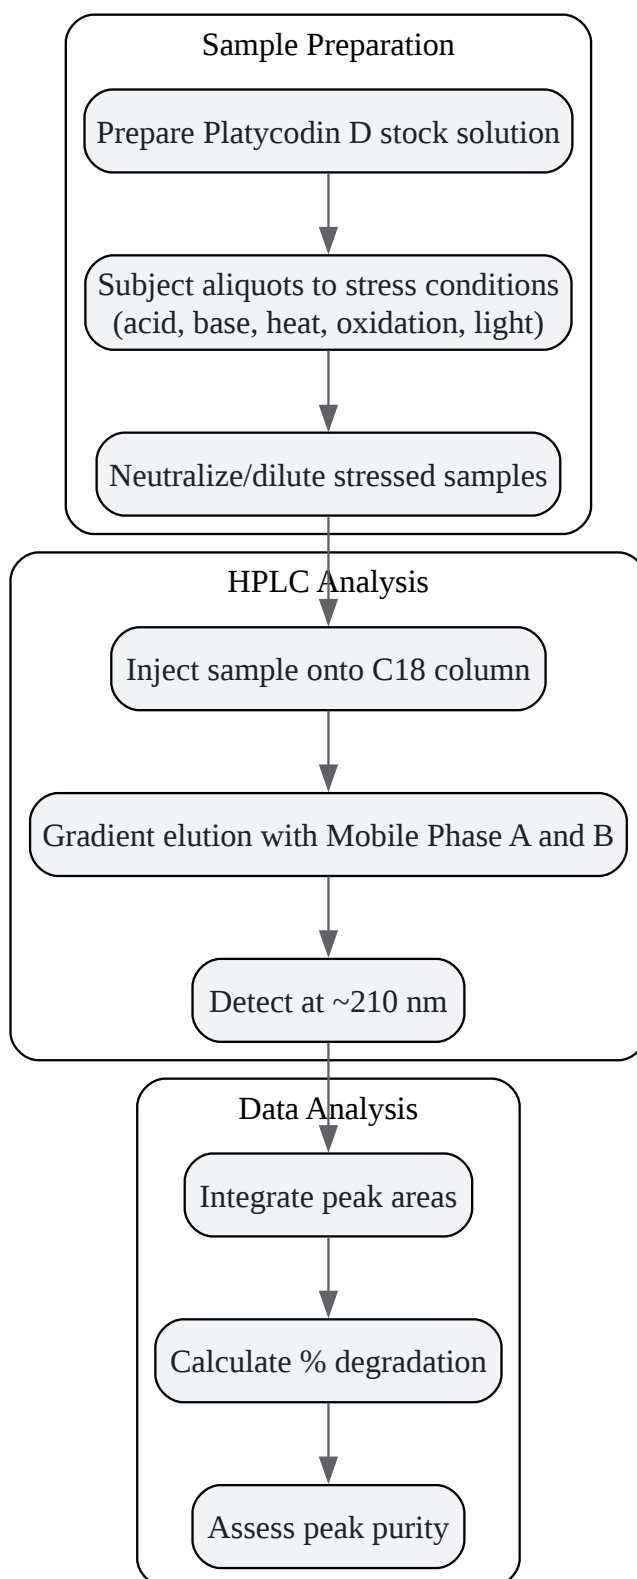 Sample Preparation
Prepare Platycodin D stock solution
Subject aliquots to stress conditions
(acid, base, heat, oxidation, light)
Neutralize/dilute stressed samples
HPLC Analysis
Inject sample onto C18 column
Gradient elution with Mobile Phase A and B
Detect at ~210 nm
Data Analysis
Integrate peak areas
Calculate % degradation
Assess peak purity